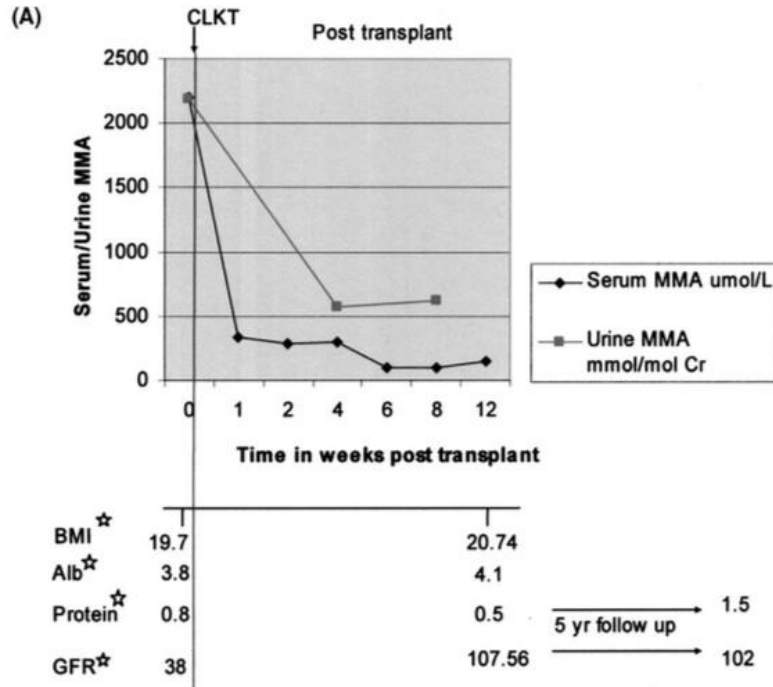 (A)
CLKT
Post transplant
2500
2000
1500
1000
500
0
Serum/Urine MMA
0 1 2 4 6 8 12
Time in weeks post transplant
Serum MMA umol/L
Urine MMA
mmol/mol Cr
BMI☆ 19.7 20.74
Alb☆ 3.8 4.1
Protein☆ 0.8 0.5 5 yr follow up 1.5
GFR☆ 38 107.56 102